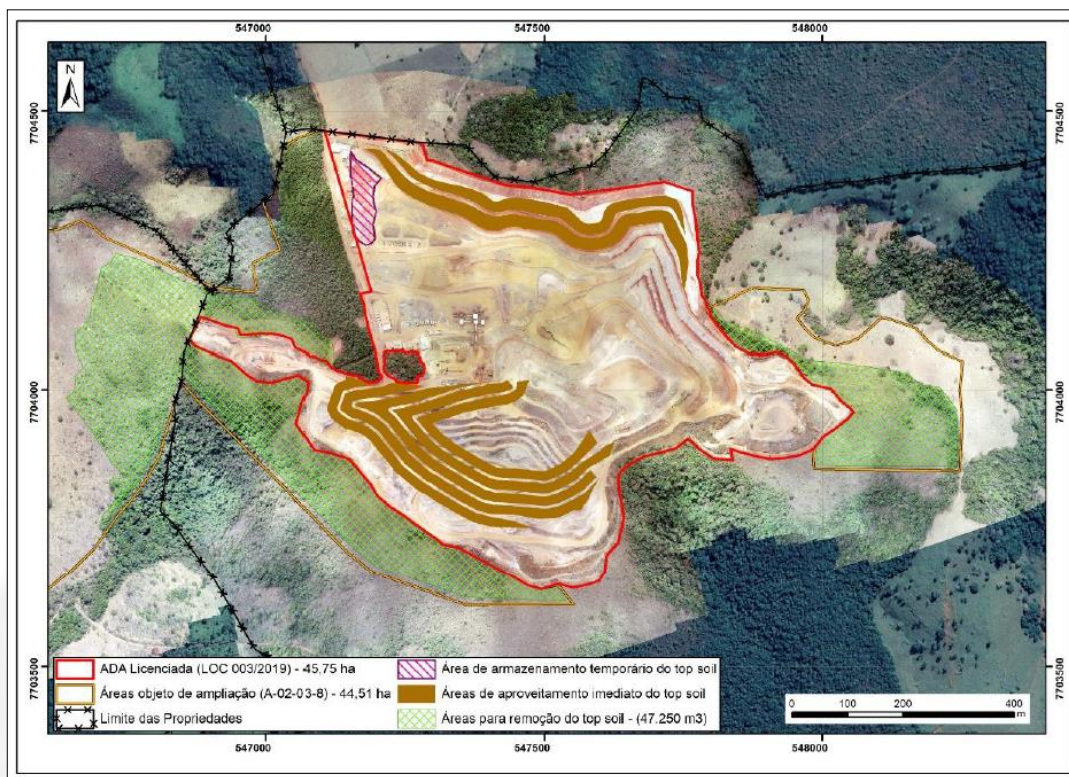 547000 547500 548000
N
7704500 7704500
7704000 7704000
7703500 7703500
ADA Licenciada (LOC 003/2019) - 45,75 ha
Áreas objeto de ampliação (A-02-03-8) - 44,51 ha
Limite das Propriedades
Área de armazenamento temporário do top soil
Áreas de aproveitamento imediato do top soil
Áreas para remoção do top soil - (47.250 m3)
0 100 200 400
m
547000 547500 548000